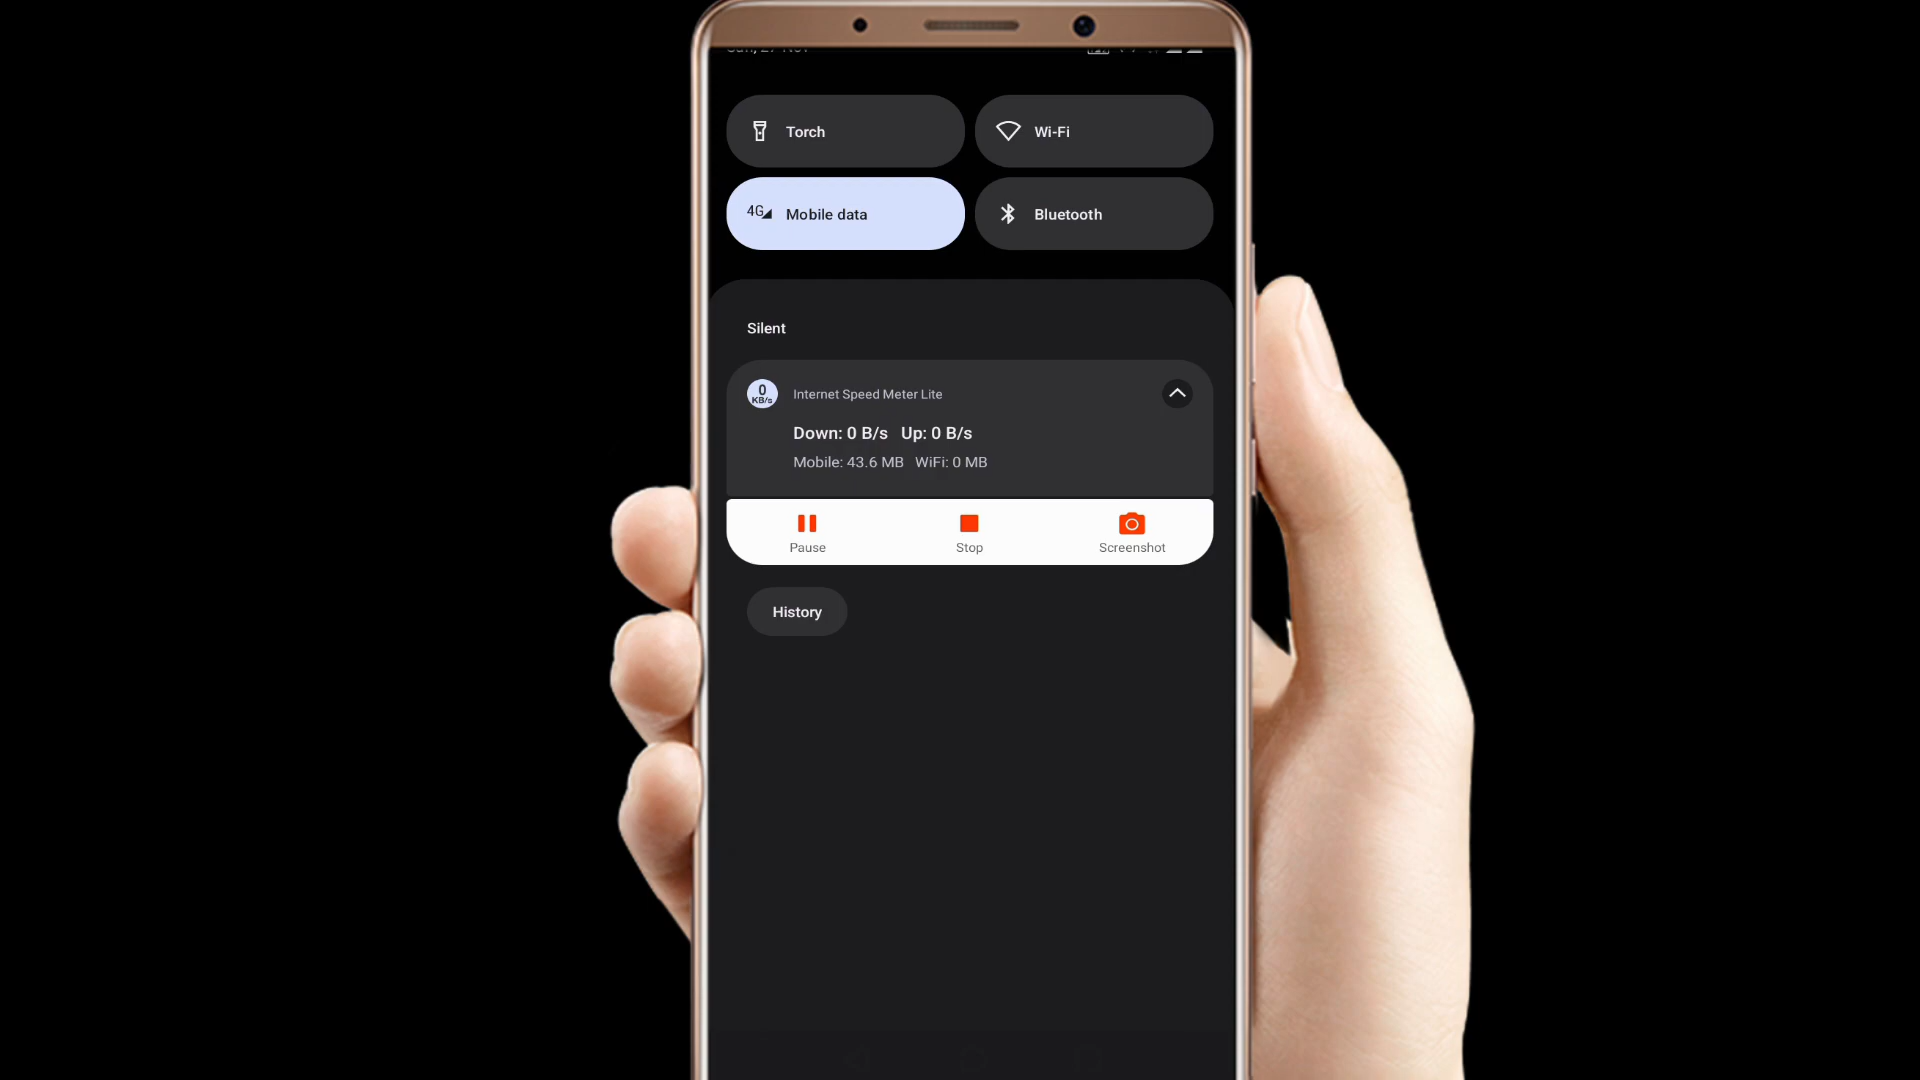 Torch
Wi-Fi
4G
Mobile data
Bluetooth
Silent
0
KB/s
Internet Speed Meter Lite
Down: 0 B/s Up: 0 B/s
Mobile: 43.6 MB WiFi: 0 MB
Pause
Stop
Screenshot
History